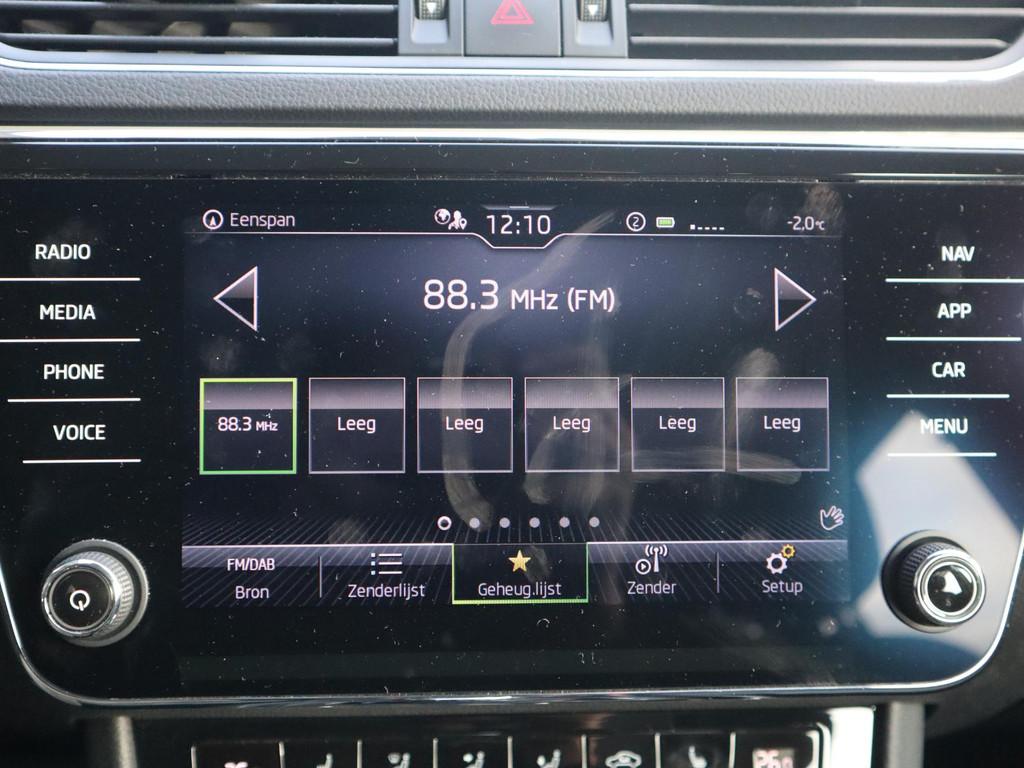 RADIO
MEDIA
PHONE
VOICE
Eenspan
12:10
2
-2,0°C
88.3 MHz (FM)
88.3 MHz
Leeg
Leeg
Leeg
Leeg
Leeg
FM/DAB
Bron
Zenderlijst
Geheug.lijst
Zender
Setup
NAV
APP
CAR
MENU